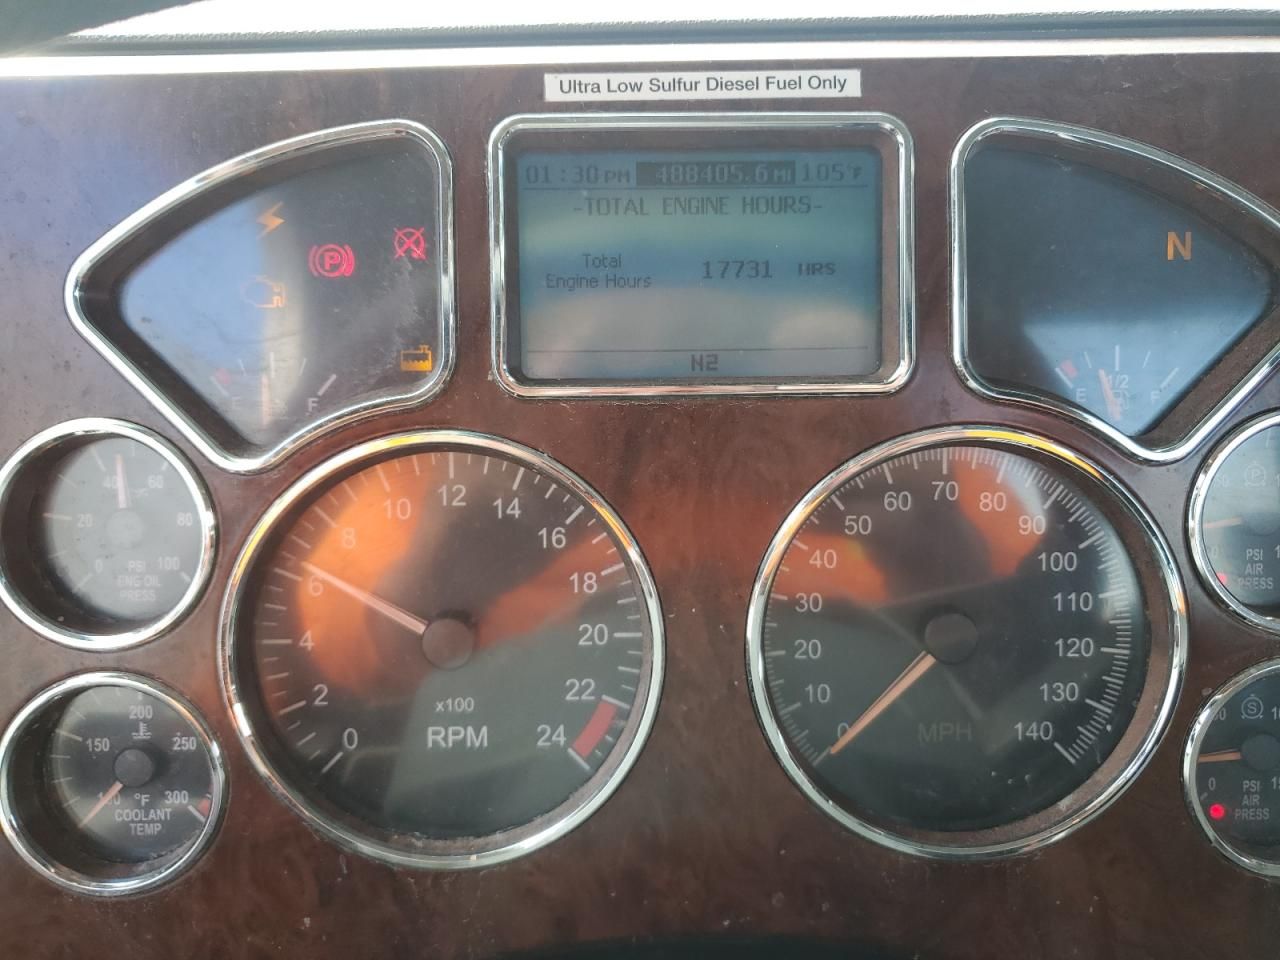 Ultra Low Sulfur Diesel Fuel Only
01:30 PM 488405.6 MI 105°F
-TOTAL ENGINE HOURS-
Total
Engine Hours
17731 HRS
N2
P
E F
N
E 1/2 F
0 20 40 60 80 100
PSI
ENG OIL
PRESS
150 200 250 300
°F
COOLANT
TEMP
0 2 4 6 8 10 12 14 16 18 20 22 24
x100
RPM
0 10 20 30 40 50 60 70 80 90 100 110 120 130 140
MPH
P
PSI
AIR
PRESS
S
0
PSI
AIR
PRESS